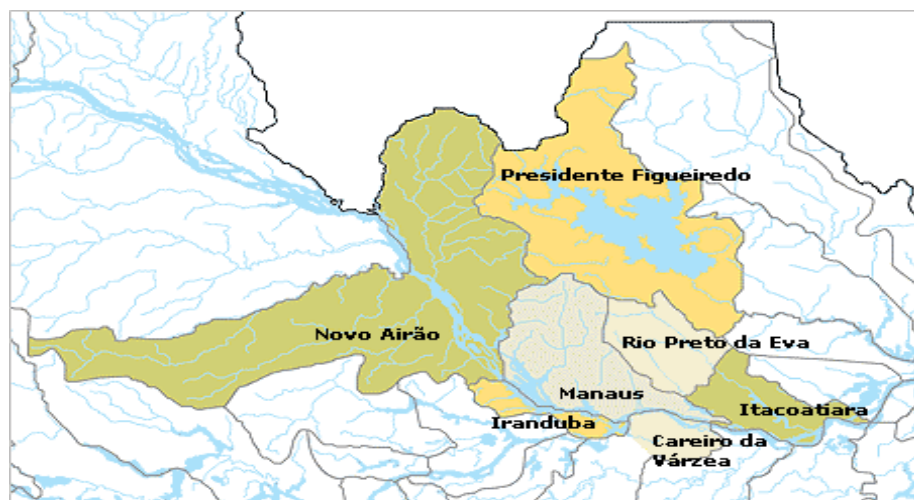 Presidente Figueiredo
Novo Airão
Rio Preto da Eva
Manaus
Itacoatiara
Iranduba
Careiro da
Várzea